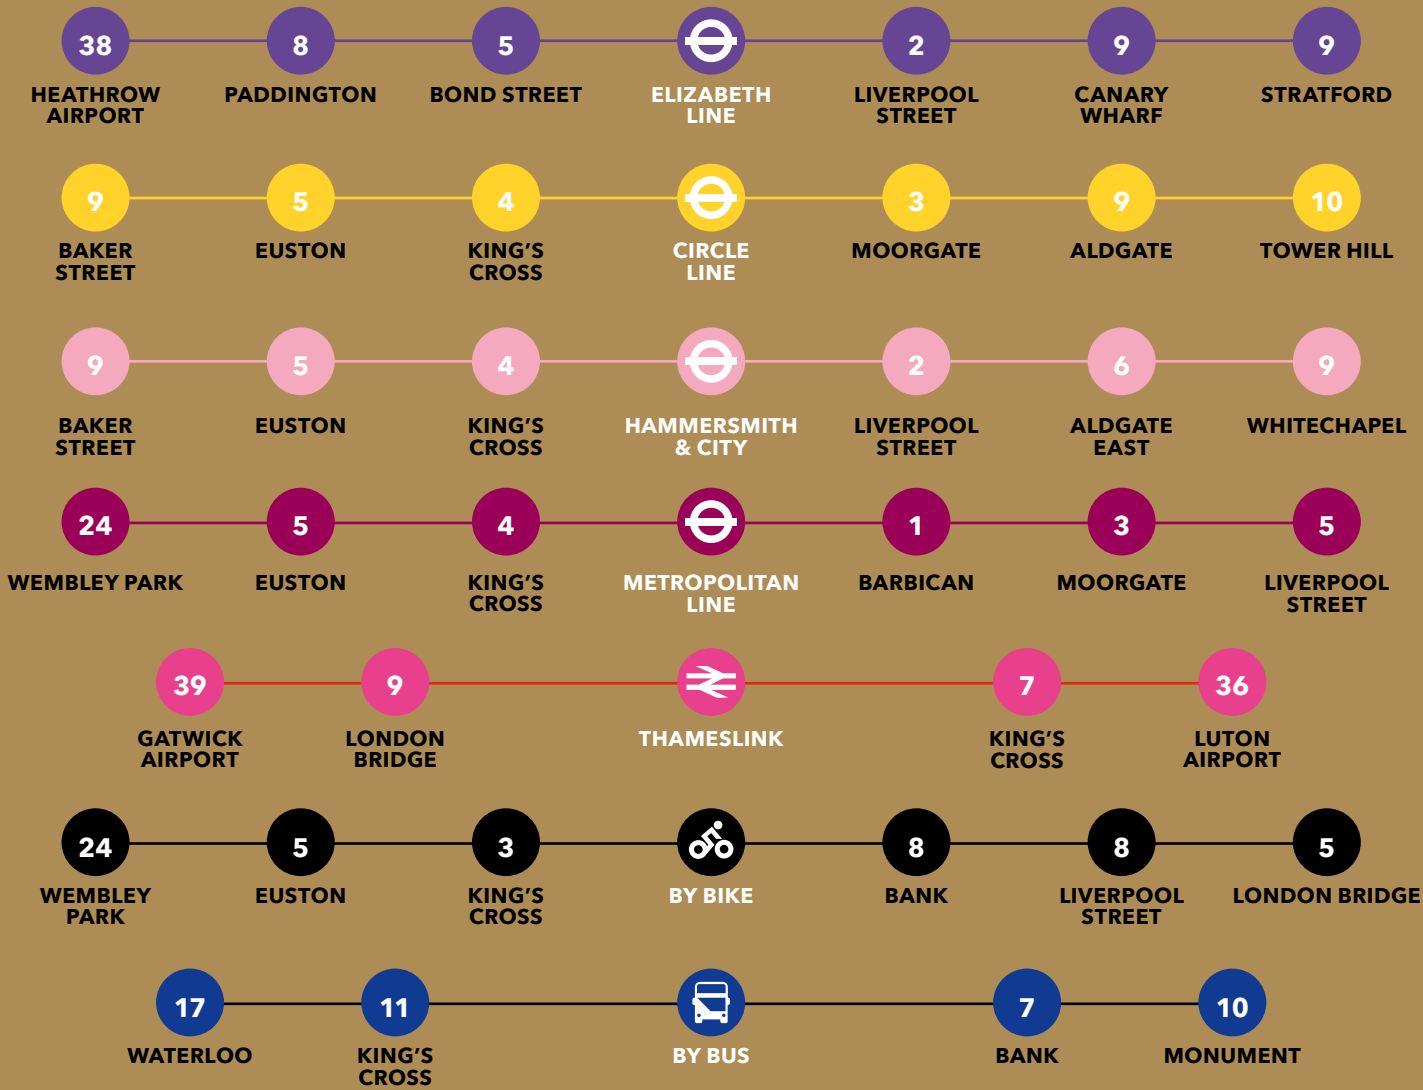 38 8 5 2 9 9
HEATHROW PADDINGTON BOND STREET ELIZABETH LIVERPOOL CANARY STRATFORD
AIRPORT LINE STREET WHARF
9 5 4 3 9 10
BAKER EUSTON KING'S CIRCLE MOORGATE ALDGATE TOWER HILL
STREET CROSS LINE
9 5 4 2 6 9
BAKER EUSTON KING'S HAMMERSMITH LIVERPOOL ALDGATE WHITECHAPEL
STREET CROSS & CITY STREET EAST
24 5 4 1 3 5
WEMBLEY PARK EUSTON KING'S METROPOLITAN BARBICAN MOORGATE LIVERPOOL
CROSS LINE STREET
39 9 7 36
GATWICK LONDON THAMESLINK KING'S LUTON
AIRPORT BRIDGE CROSS AIRPORT
24 5 3 8 8 5
WEMBLEY EUSTON KING'S BY BIKE BANK LIVERPOOL LONDON BRIDGE
PARK CROSS STREET
17 11 7 10
WATERLOO KING'S BY BUS BANK MONUMENT
CROSS